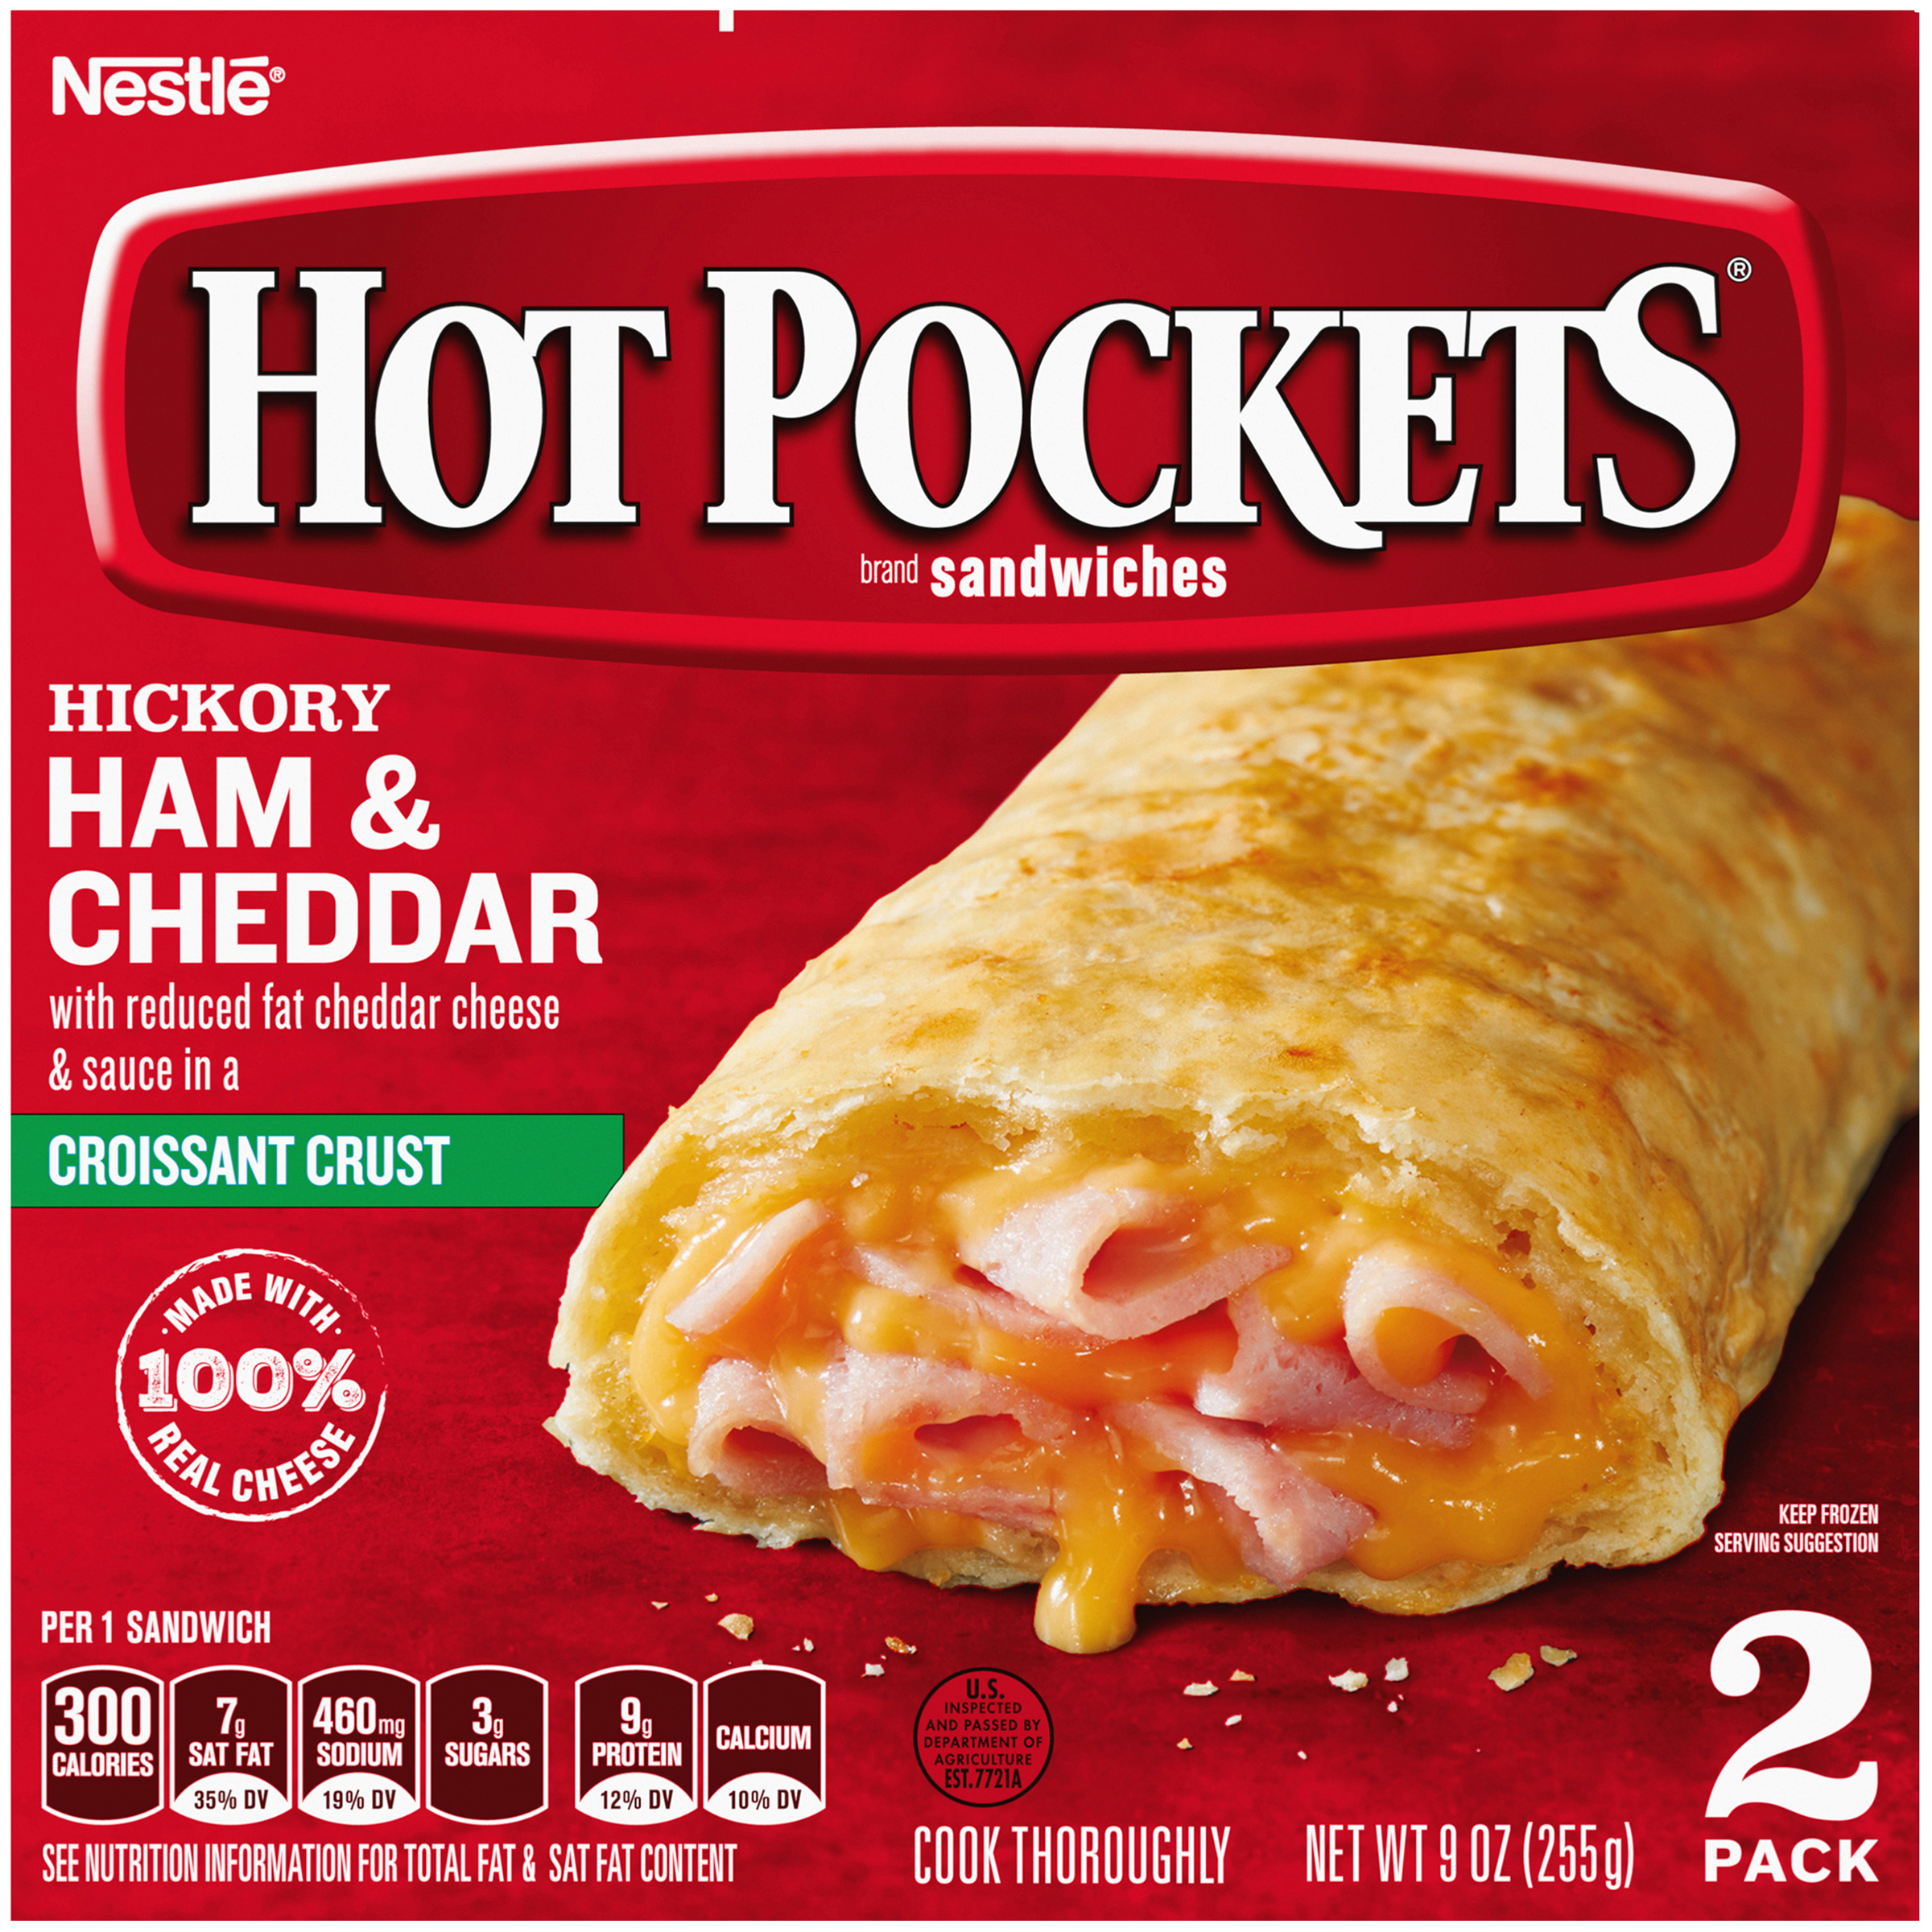 Nestlé®
HOT POCKETS®
brand sandwiches
HICKORY
HAM &
CHEDDAR
with reduced fat cheddar cheese
& sauce in a
CROISSANT CRUST
· MADE WITH ·
100%
REAL CHEESE
KEEP FROZEN
SERVING SUGGESTION
PER 1 SANDWICH
300
CALORIES
7g
SAT FAT
35% DV
460mg
SODIUM
19% DV
3g
SUGARS
9g
PROTEIN
12% DV
CALCIUM
10% DV
SEE NUTRITION INFORMATION FOR TOTAL FAT & SAT FAT CONTENT
U.S.
INSPECTED
AND PASSED BY
DEPARTMENT OF
AGRICULTURE
EST.7721A
COOK THOROUGHLY
NET WT 9 OZ (255g)
2
PACK